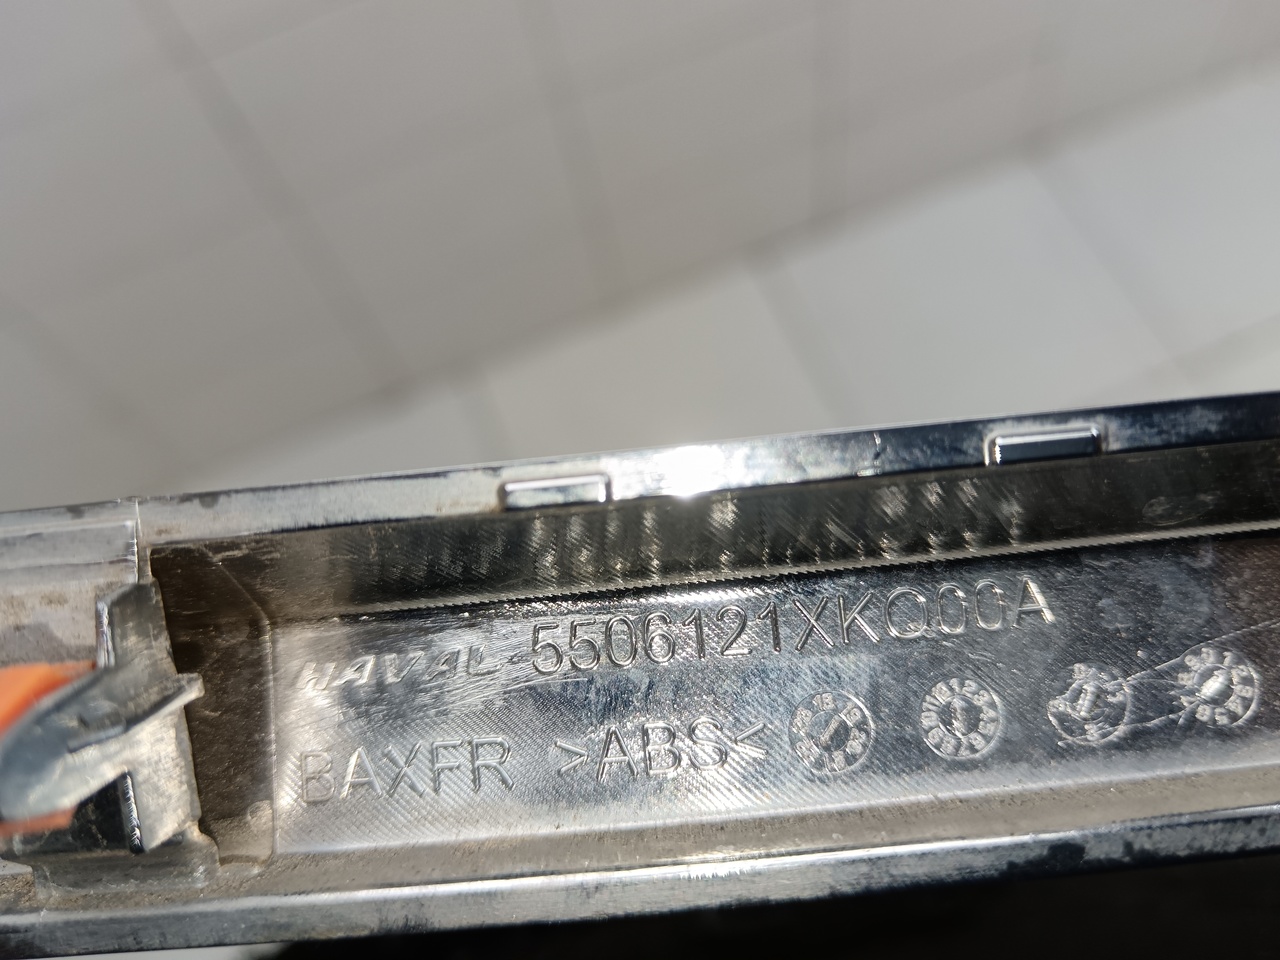 HAVAL 5506121XKQ00A
BAXFR >ABS<